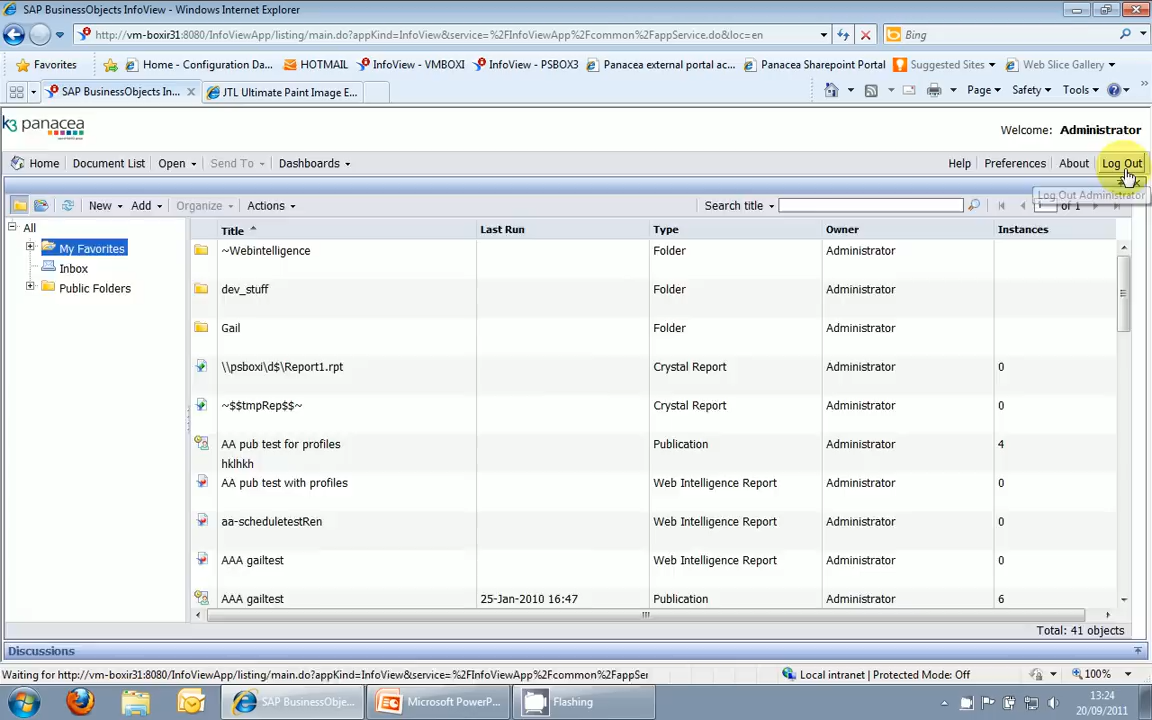 SAP BusinessObjects InfoView - Windows Internet Explorer
http://vm-boxir31:8080/InfoViewApp/listing/main.do?appKind=InfoView&service=%2FInfoViewApp%2Fcommon%2FappService.do&loc=en
Bing
Favorites Home - Configuration Da... HOTMAIL InfoView - VMBOXI InfoView - PSBOX3 Panacea external portal ac... Panacea Sharepoint Portal Suggested Sites Web Slice Gallery
SAP BusinessObjects In... JTL Ultimate Paint Image E... Page Safety Tools
k3 panacea
Welcome: Administrator
Home Document List Open Send To Dashboards Help Preferences About Log Out
Log Out Administrator
New Add Organize Actions Search title of 1
All
My Favorites
Inbox
Public Folders
Title Last Run Type Owner Instances
~Webintelligence Folder Administrator
dev_stuff Folder Administrator
Gail Folder Administrator
\\psboxi\d$\Report1.rpt Crystal Report Administrator 0
~$$tmpRep$$~ Crystal Report Administrator 0
AA pub test for profiles Publication Administrator 4
hklhkh
AA pub test with profiles Web Intelligence Report Administrator 0
aa-scheduletestRen Web Intelligence Report Administrator 0
AAA gailtest Web Intelligence Report Administrator 0
AAA gailtest 25-Jan-2010 16:47 Publication Administrator 6
Total: 41 objects
Discussions
Waiting for http://vm-boxir31:8080/InfoViewApp/listing/main.do?appKind=InfoView&service=%2FInfoViewApp%2Fcommon%2FappSer Local intranet | Protected Mode: Off 100%
SAP BusinessObje... Microsoft PowerP... Flashing
13:24
20/09/2011